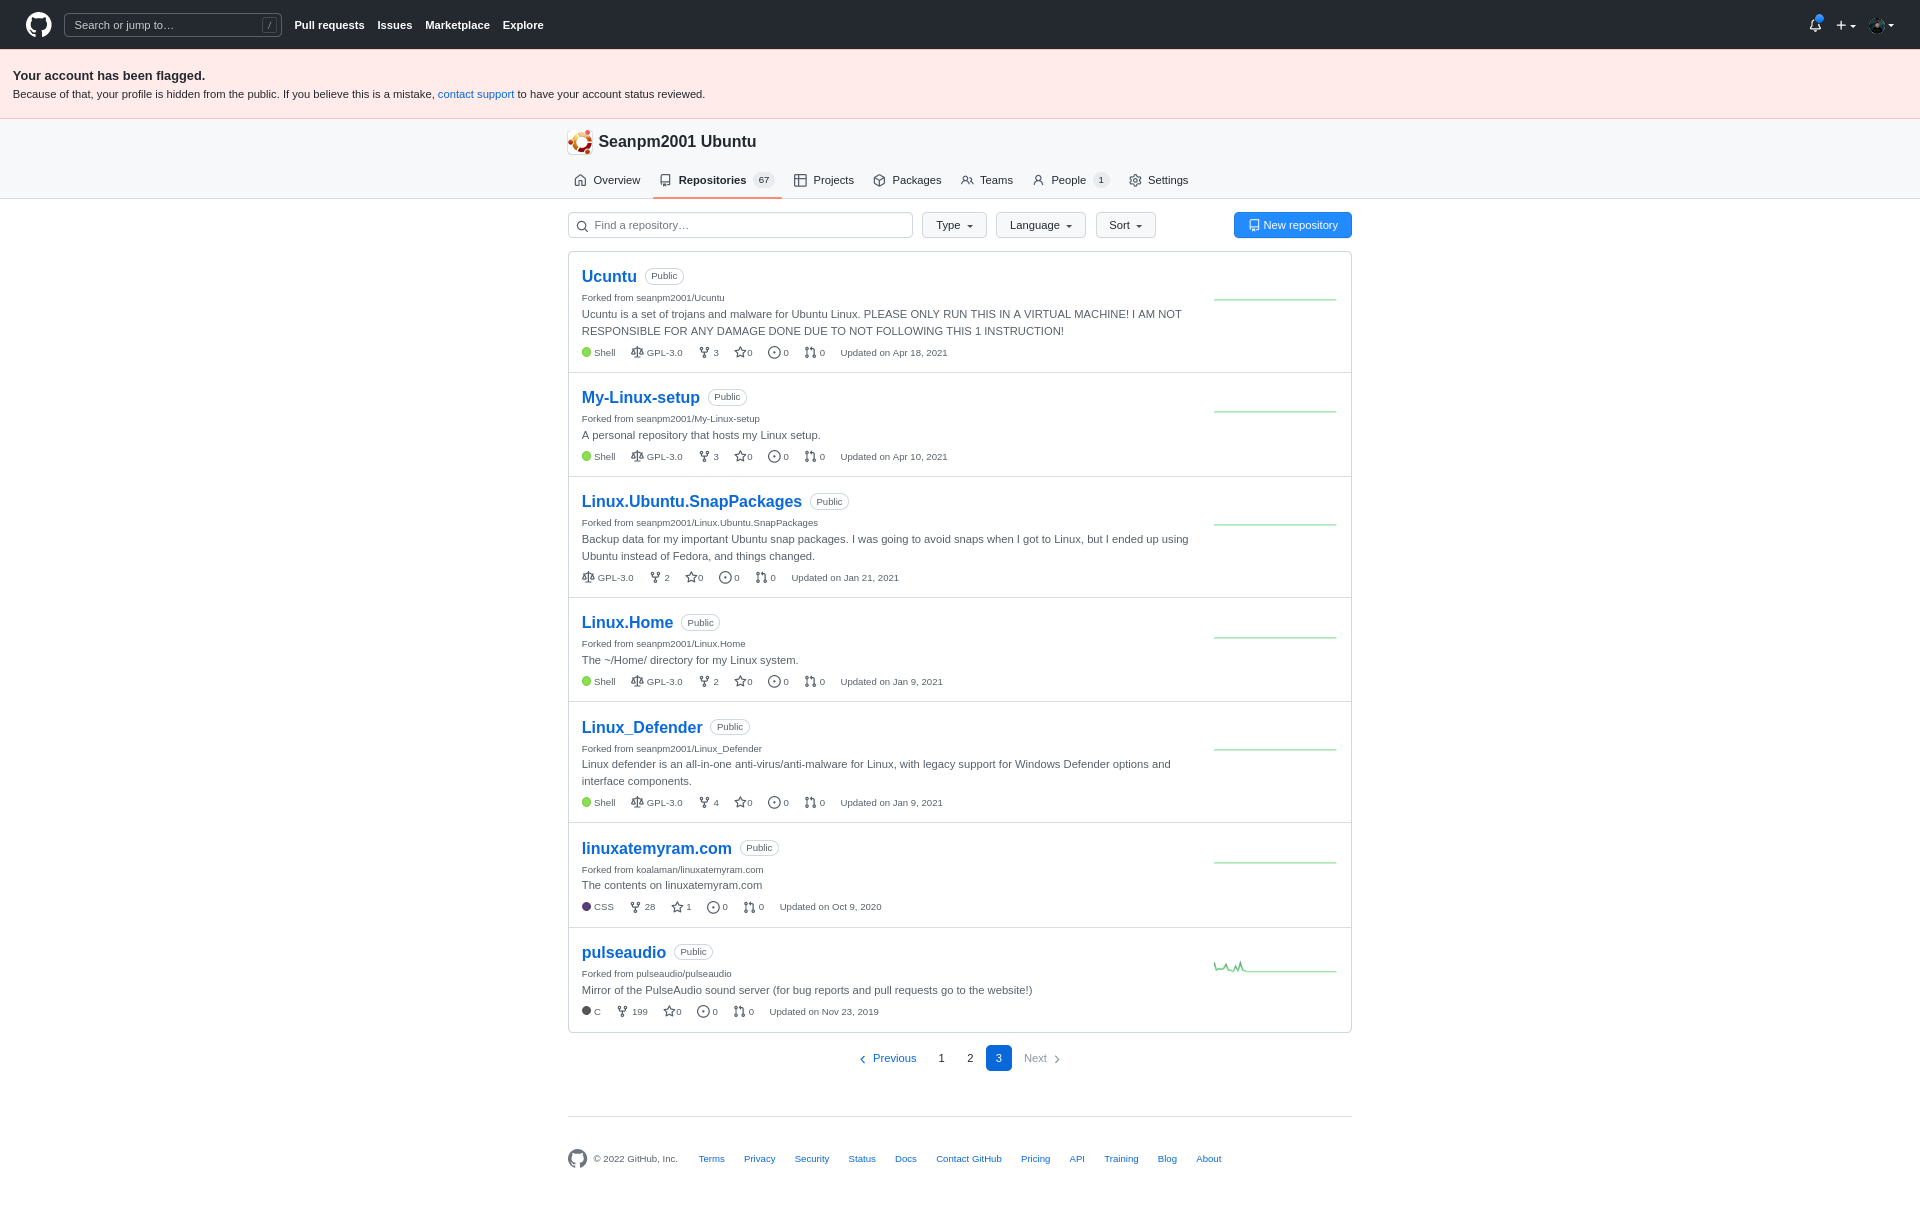 Search or jump to… /
Pull requests Issues Marketplace Explore
Your account has been flagged.
Because of that, your profile is hidden from the public. If you believe this is a mistake, contact support to have your account status reviewed.
Seanpm2001 Ubuntu
Overview Repositories 67 Projects Packages Teams People 1 Settings
Find a repository… Type Language Sort New repository
Ucuntu Public
Forked from seanpm2001/Ucuntu
Ucuntu is a set of trojans and malware for Ubuntu Linux. PLEASE ONLY RUN THIS IN A VIRTUAL MACHINE! I AM NOT
RESPONSIBLE FOR ANY DAMAGE DONE DUE TO NOT FOLLOWING THIS 1 INSTRUCTION!
Shell GPL-3.0 3 0 0 0 Updated on Apr 18, 2021
My-Linux-setup Public
Forked from seanpm2001/My-Linux-setup
A personal repository that hosts my Linux setup.
Shell GPL-3.0 3 0 0 0 Updated on Apr 10, 2021
Linux.Ubuntu.SnapPackages Public
Forked from seanpm2001/Linux.Ubuntu.SnapPackages
Backup data for my important Ubuntu snap packages. I was going to avoid snaps when I got to Linux, but I ended up using
Ubuntu instead of Fedora, and things changed.
GPL-3.0 2 0 0 0 Updated on Jan 21, 2021
Linux.Home Public
Forked from seanpm2001/Linux.Home
The ~/Home/ directory for my Linux system.
Shell GPL-3.0 2 0 0 0 Updated on Jan 9, 2021
Linux_Defender Public
Forked from seanpm2001/Linux_Defender
Linux defender is an all-in-one anti-virus/anti-malware for Linux, with legacy support for Windows Defender options and
interface components.
Shell GPL-3.0 4 0 0 0 Updated on Jan 9, 2021
linuxatemyram.com Public
Forked from koalaman/linuxatemyram.com
The contents on linuxatemyram.com
CSS 28 1 0 0 Updated on Oct 9, 2020
pulseaudio Public
Forked from pulseaudio/pulseaudio
Mirror of the PulseAudio sound server (for bug reports and pull requests go to the website!)
C 199 0 0 0 Updated on Nov 23, 2019
Previous 1 2 3 Next
© 2022 GitHub, Inc. Terms Privacy Security Status Docs Contact GitHub Pricing API Training Blog About